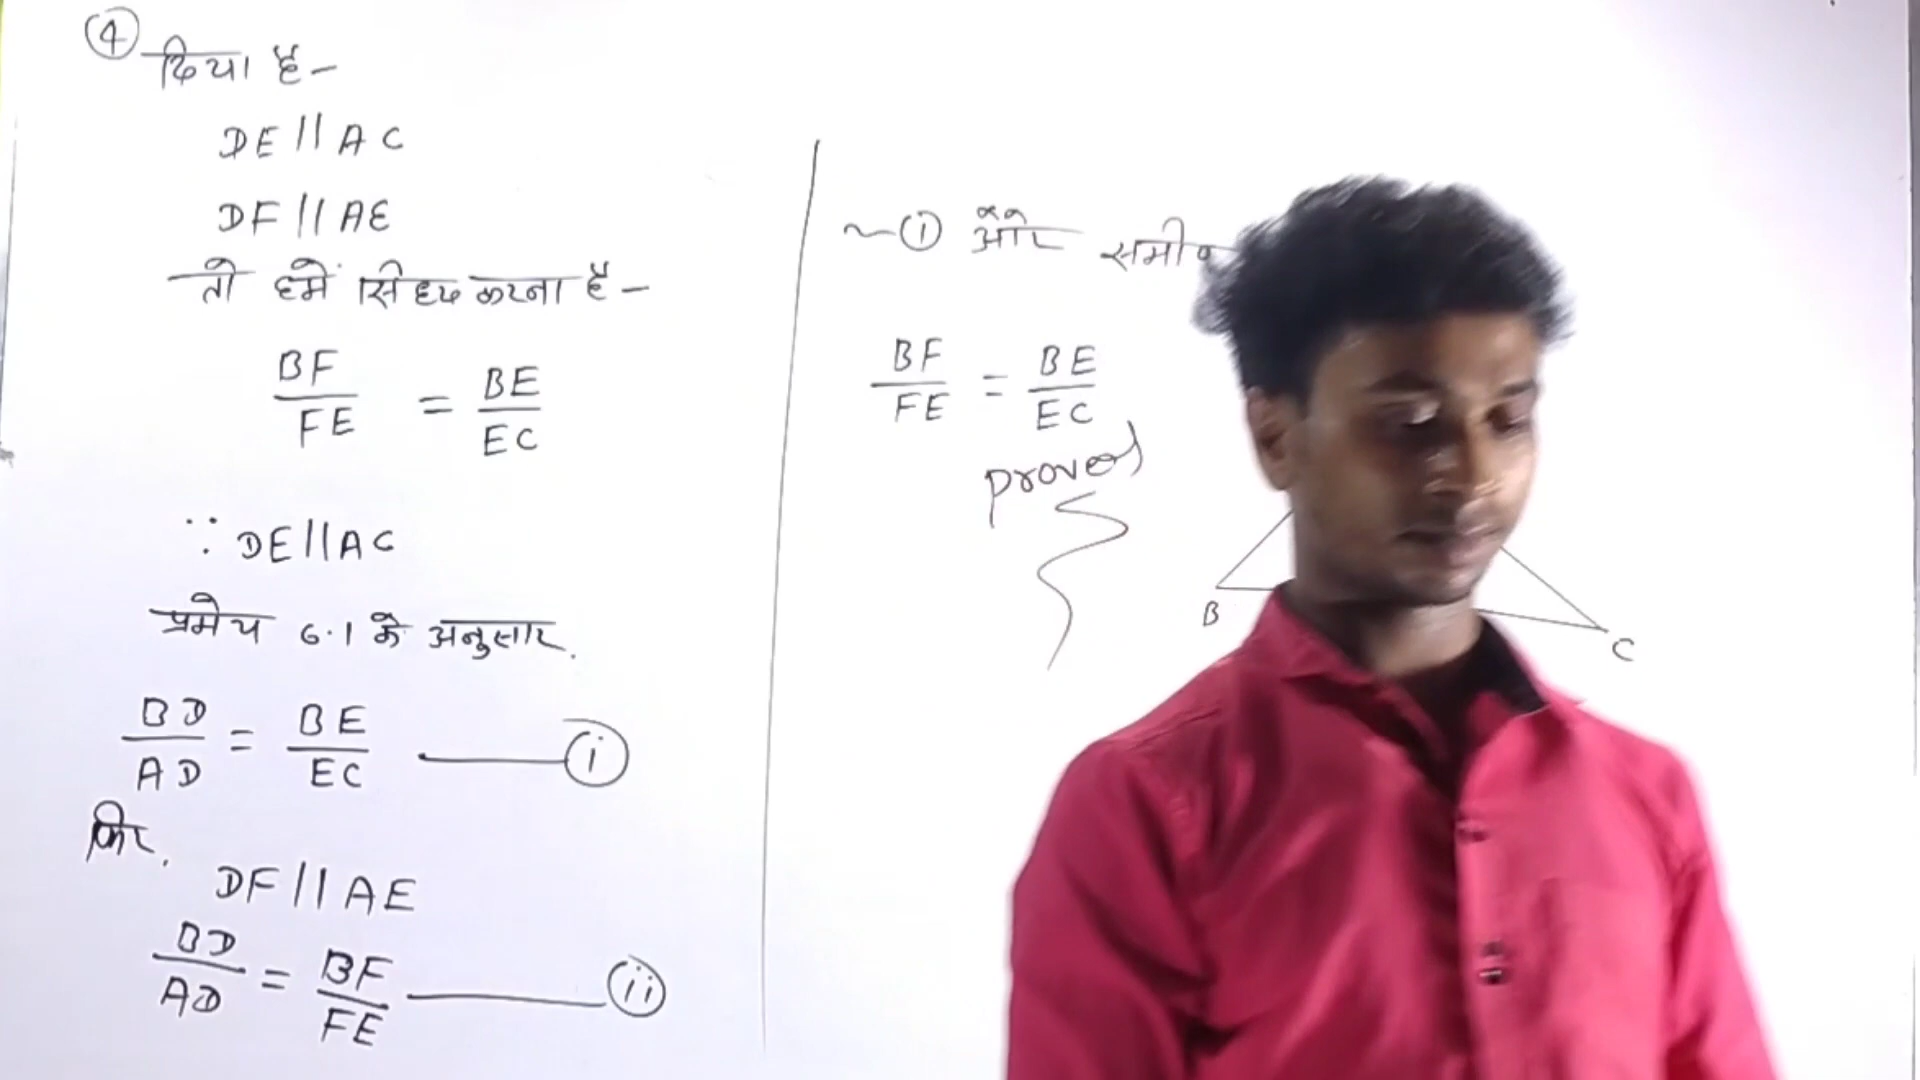 ④ दिया है-
DE||AC
DF||AE
तो हमें सिद्ध करना है-
BF/FE = BE/EC
∵ DE||AC
प्रमेय 6.1 के अनुसार.
BD/AD = BE/EC —— (i)
फिर,
DF||AE
BD/AD = BF/FE —— (ii)
~(i) और
BF/FE = BE/EC
proved
B
C